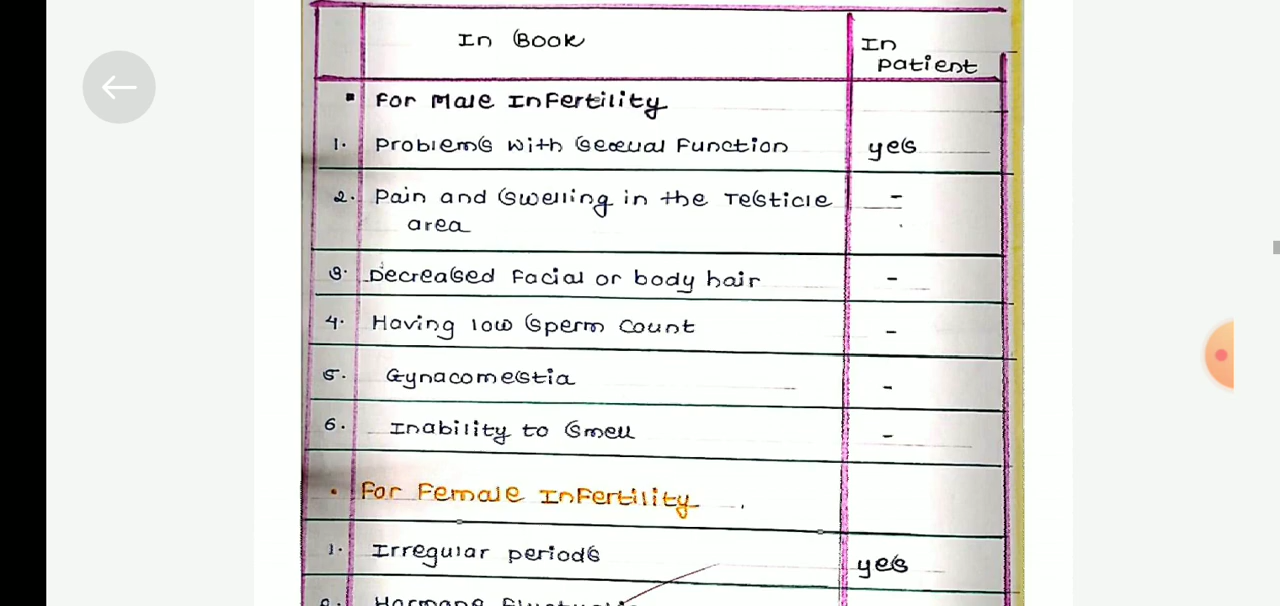 In Book
In
patient
▪ For Male Infertility
1. Problems with Sexual Function yes
2. Pain and Swelling in the Testicle -
area
3. Decreased Facial or body hair -
4. Having low Sperm Count -
5. Gynacomestia -
6. Inability to Smell -
• For Female Infertility
1. Irregular periods yes